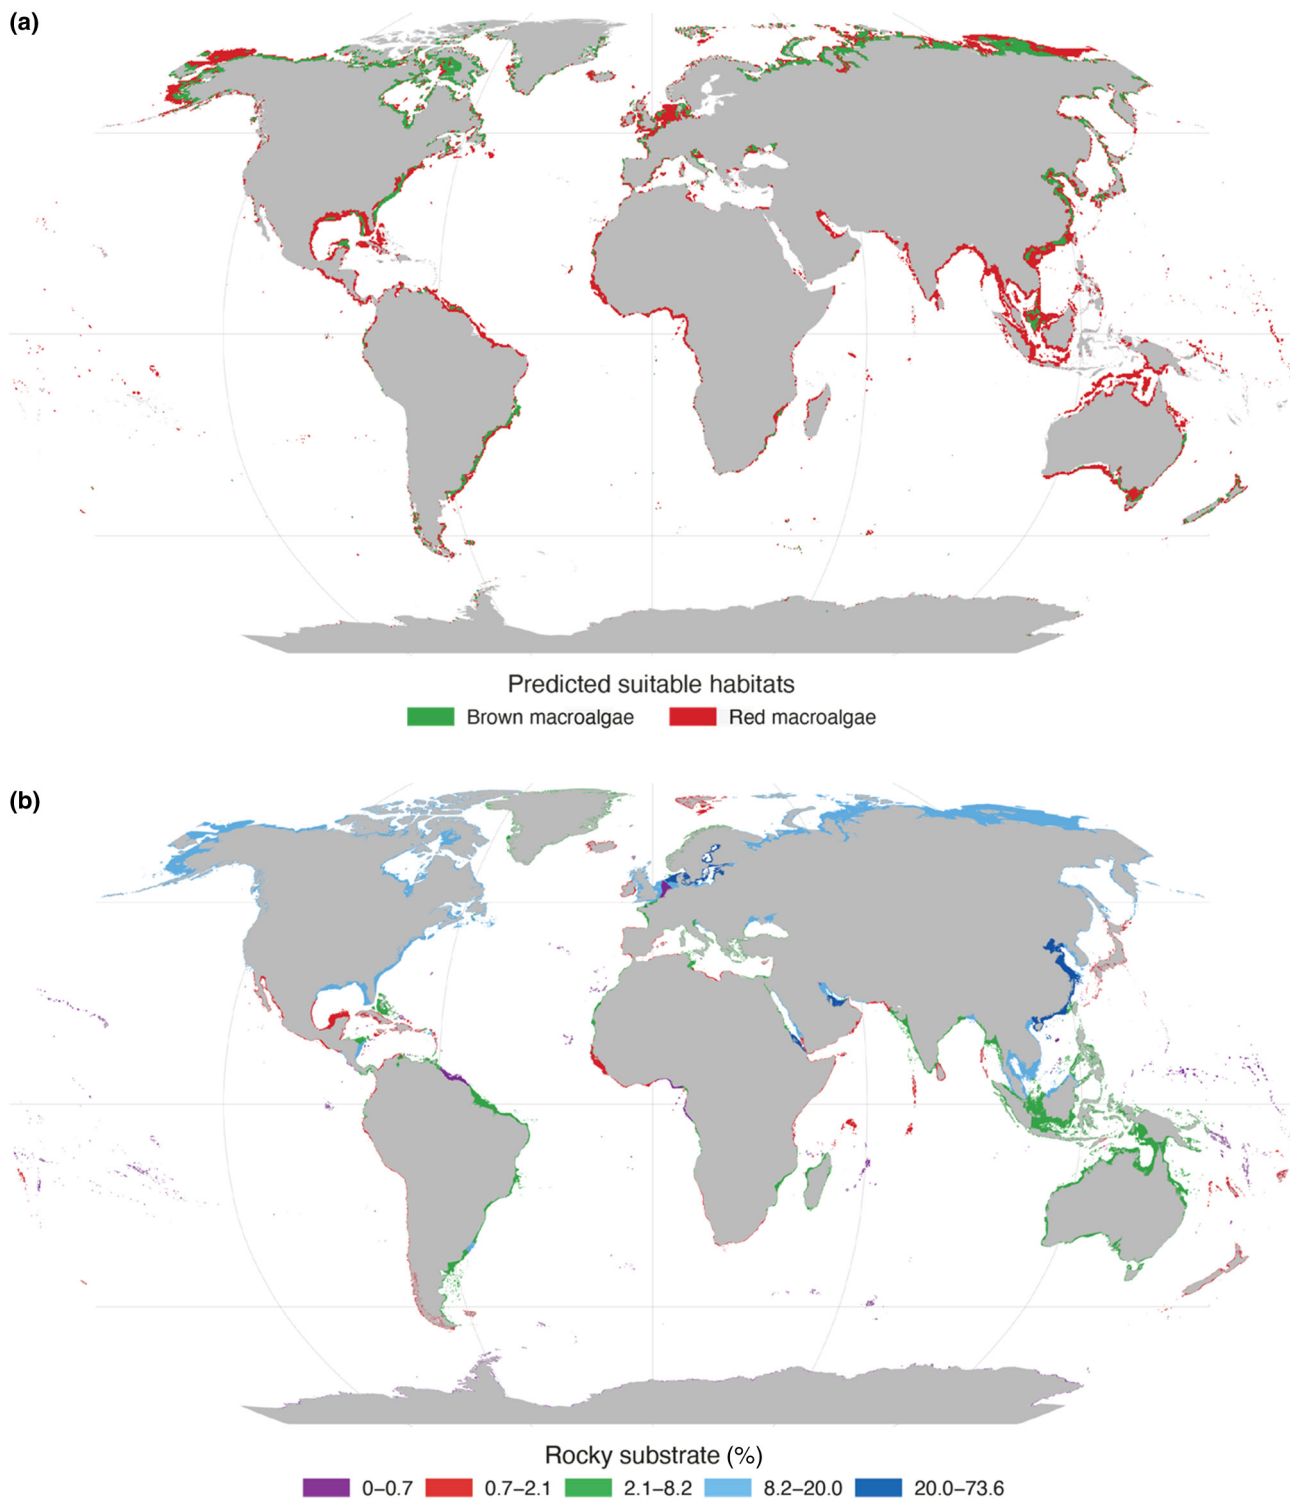 (a)
Predicted suitable habitats
Brown macroalgae Red macroalgae
(b)
Rocky substrate (%)
0–0.7 0.7–2.1 2.1–8.2 8.2–20.0 20.0–73.6